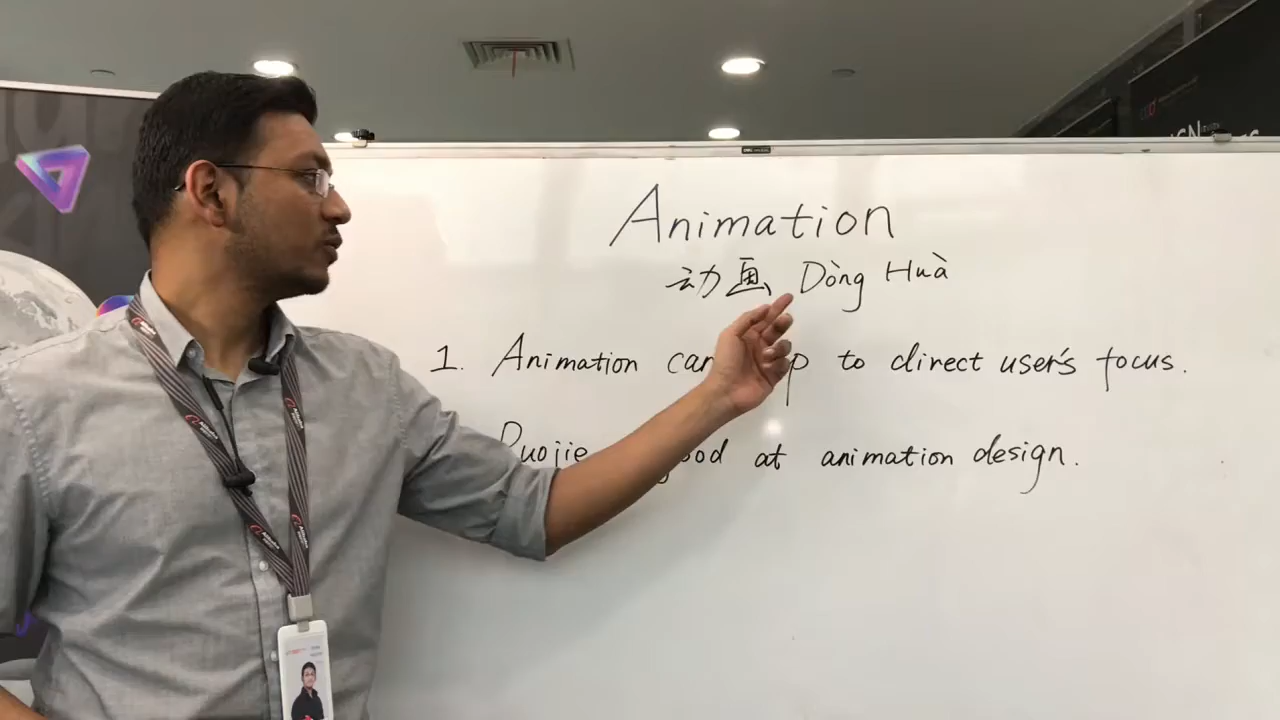 Animation
动画 Dòng Huà
1. Animation can to direct user's focus.
Duojie good at animation design.